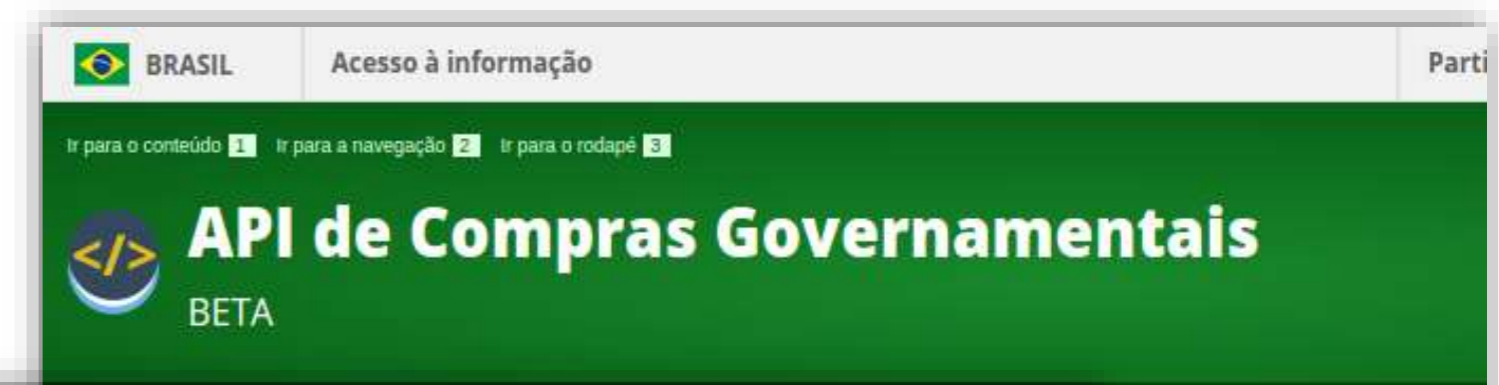 BRASIL Acesso à informação Parti
Ir para o conteúdo 1 Ir para a navegação 2 Ir para o rodapé 3
</> API de Compras Governamentais
BETA